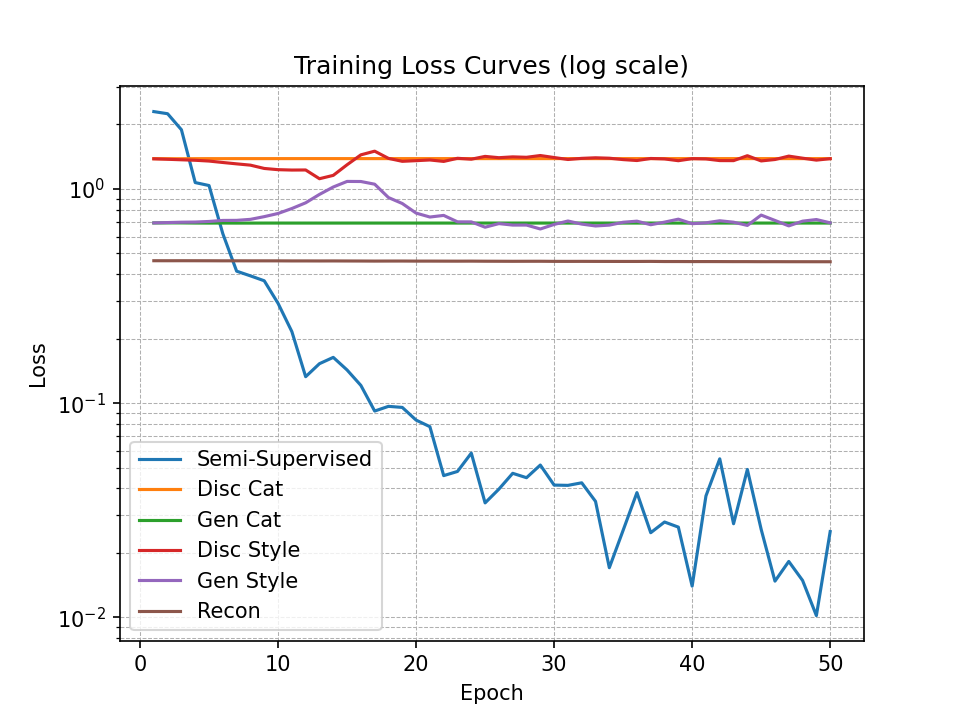 Training Loss Curves (log scale)
Loss
10⁰
10⁻¹
10⁻²
Semi-Supervised
Disc Cat
Gen Cat
Disc Style
Gen Style
Recon
0 10 20 30 40 50
Epoch